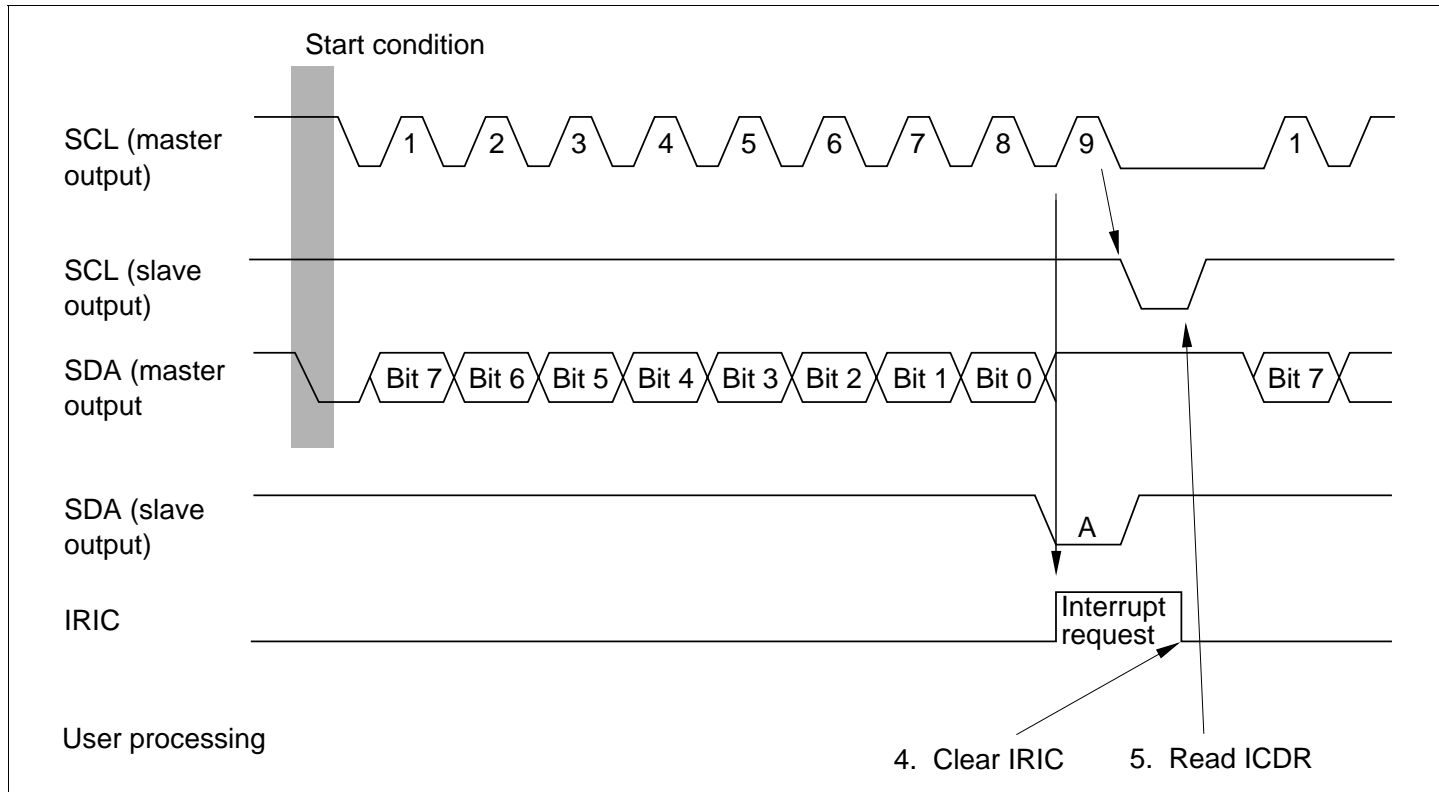 Start condition
SCL (master
output)
1 2 3 4 5 6 7 8 9 1
SCL (slave
output)
SDA (master
output
Bit 7 Bit 6 Bit 5 Bit 4 Bit 3 Bit 2 Bit 1 Bit 0 Bit 7
SDA (slave
output)
A
IRIC
Interrupt
request
User processing
4. Clear IRIC 5. Read ICDR